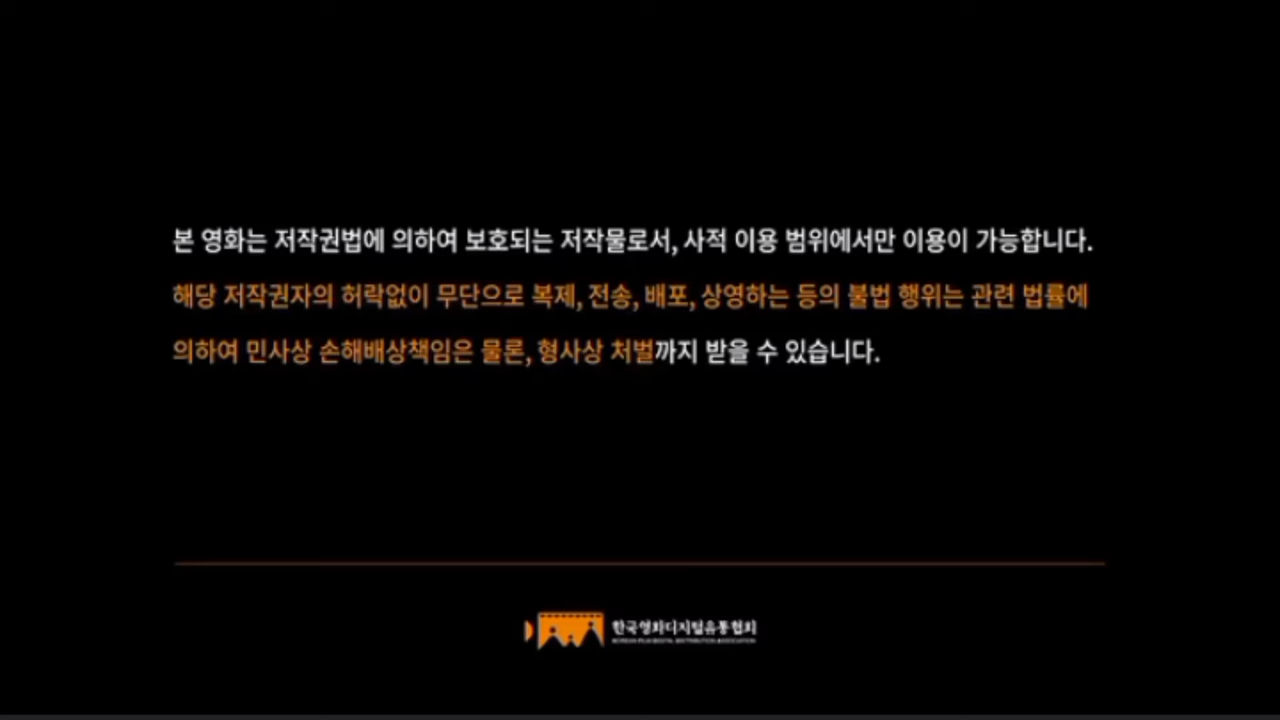 본 영화는 저작권법에 의하여 보호되는 저작물로서, 사적 이용 범위에서만 이용이 가능합니다.
해당 저작권자의 허락없이 무단으로 복제, 전송, 배포, 상영하는 등의 불법 행위는 관련 법률에
의하여 민사상 손해배상책임은 물론, 형사상 처벌까지 받을 수 있습니다.
한국영화디지털유통협회
KOREAN FILM DIGITAL DISTRIBUTION ASSOCIATION